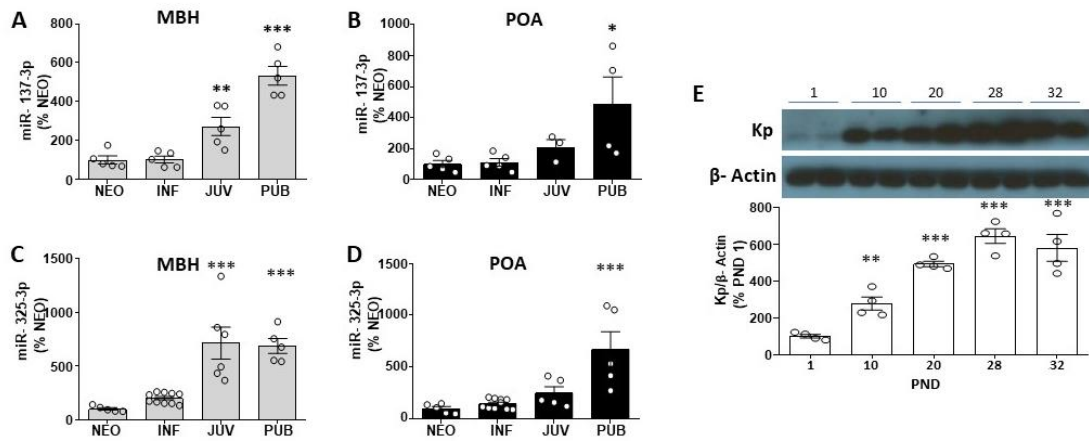 A
MBH
miR- 137-3p
(% NEO)
800
600
400
200
0
**
***
NEO INF JUV PUB
B
POA
miR- 137-3p
(% NEO)
1000
800
600
400
200
0
*
NEO INF JUV PUB
C
MBH
miR- 325-3p
(% NEO)
1500
1000
500
0
***
***
NEO INF JUV PUB
D
POA
miR- 325-3p
(% NEO)
1500
1000
500
0
***
NEO INF JUV PUB
E
1 10 20 28 32
Kp
β- Actin
Kp/β- Actin
(% PND 1)
800
600
400
200
0
**
***
***
***
1 10 20 28 32
PND